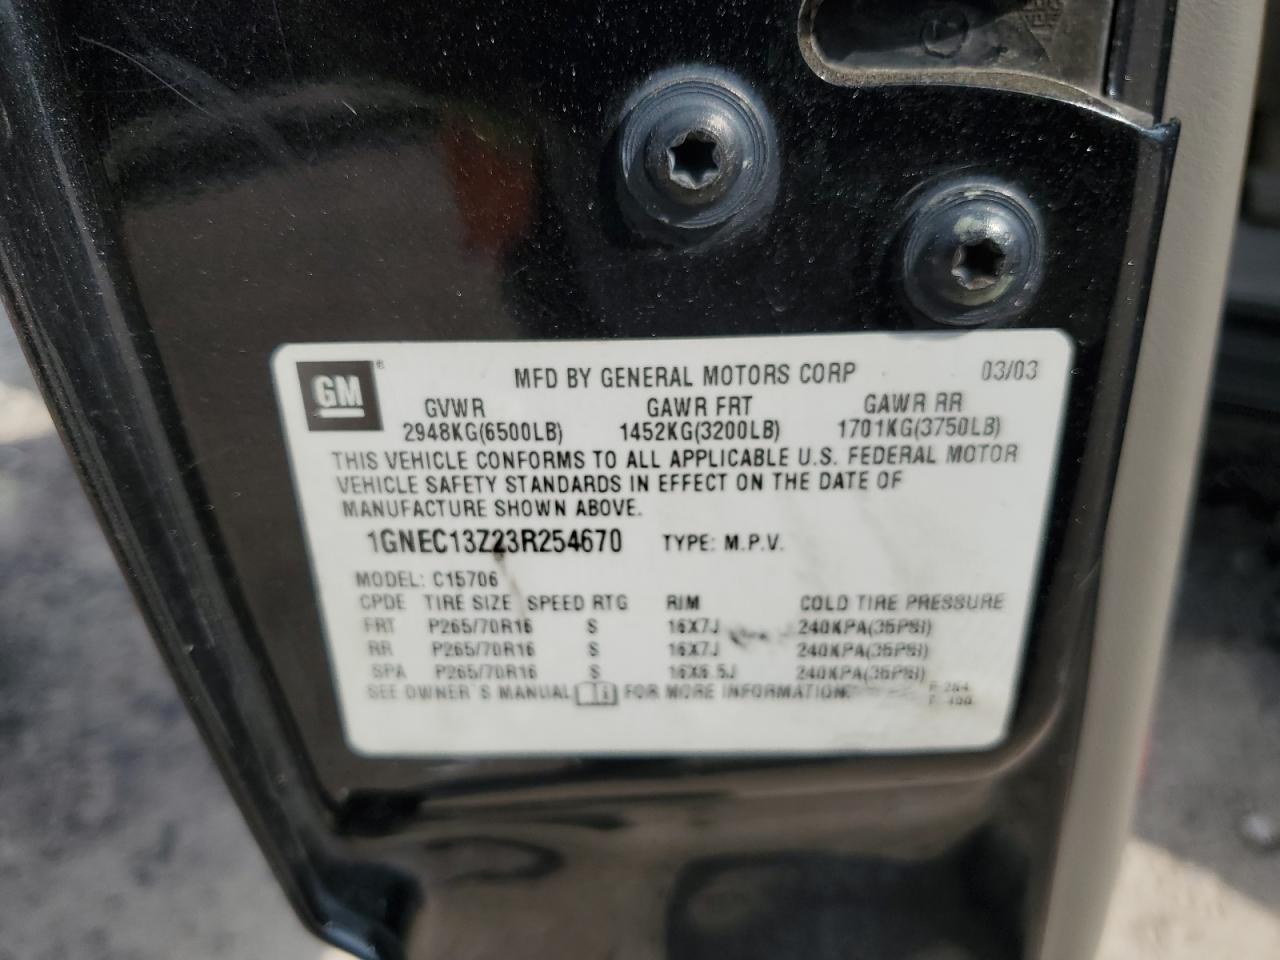 GM ®
MFD BY GENERAL MOTORS CORP 03/03
GVWR GAWR FRT GAWR RR
2948KG(6500LB) 1452KG(3200LB) 1701KG(3750LB)
THIS VEHICLE CONFORMS TO ALL APPLICABLE U.S. FEDERAL MOTOR
VEHICLE SAFETY STANDARDS IN EFFECT ON THE DATE OF
MANUFACTURE SHOWN ABOVE.
1GNEC13Z23R254670 TYPE: M.P.V.
MODEL: C15706
CPDE TIRE SIZE SPEED RTG RIM COLD TIRE PRESSURE
FRT P265/70R16 S 16X7J 240KPA(35PSI)
RR P265/70R16 S 16X7J 240KPA(35PSI)
SPA P265/70R16 S 16X6.5J 240KPA(35PSI)
SEE OWNER'S MANUAL FOR MORE INFORMATION.